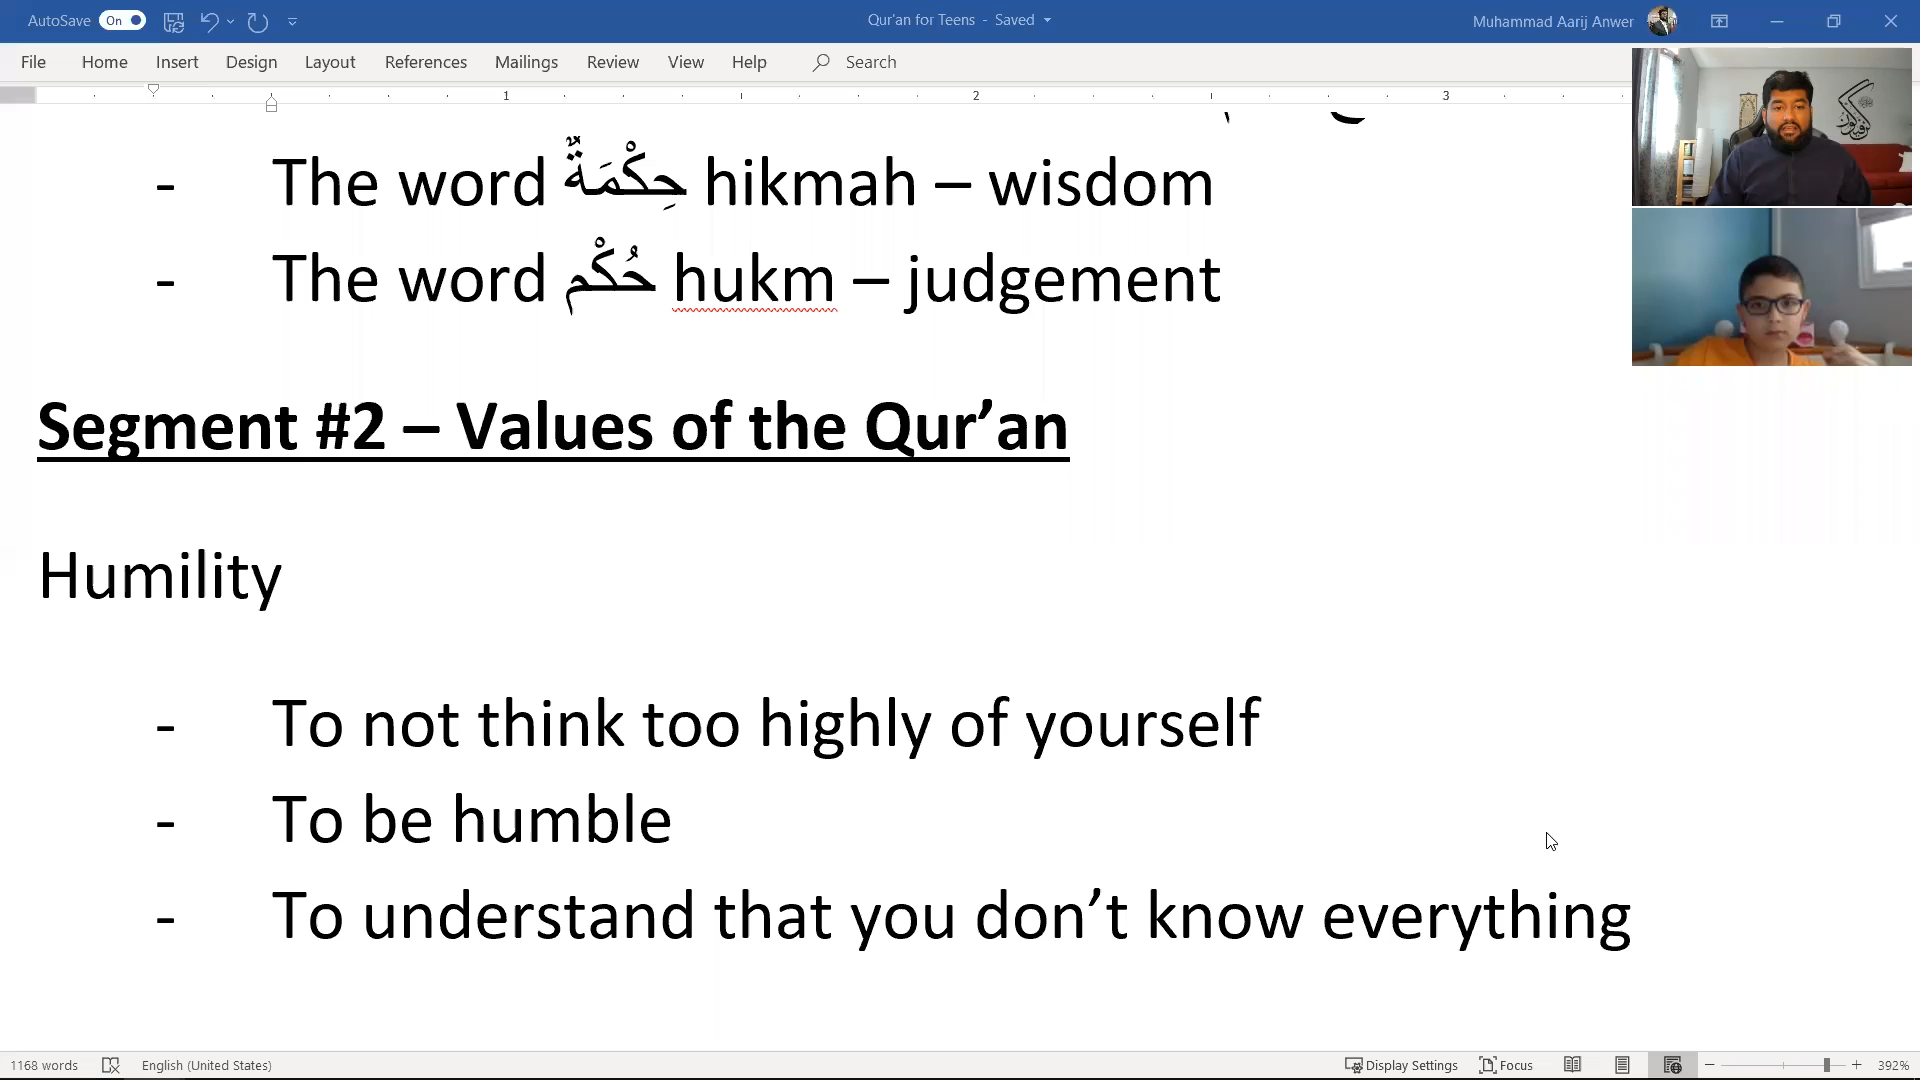 AutoSave On Qur'an for Teens - Saved Muhammad Aarij Anwer
File Home Insert Design Layout References Mailings Review View Help Search
1 2 3
- The word حِكْمَةٌ hikmah – wisdom
- The word حُكْم hukm – judgement
Segment #2 – Values of the Qur’an
Humility
- To not think too highly of yourself
- To be humble
- To understand that you don’t know everything
1168 words English (United States) Display Settings Focus 392%